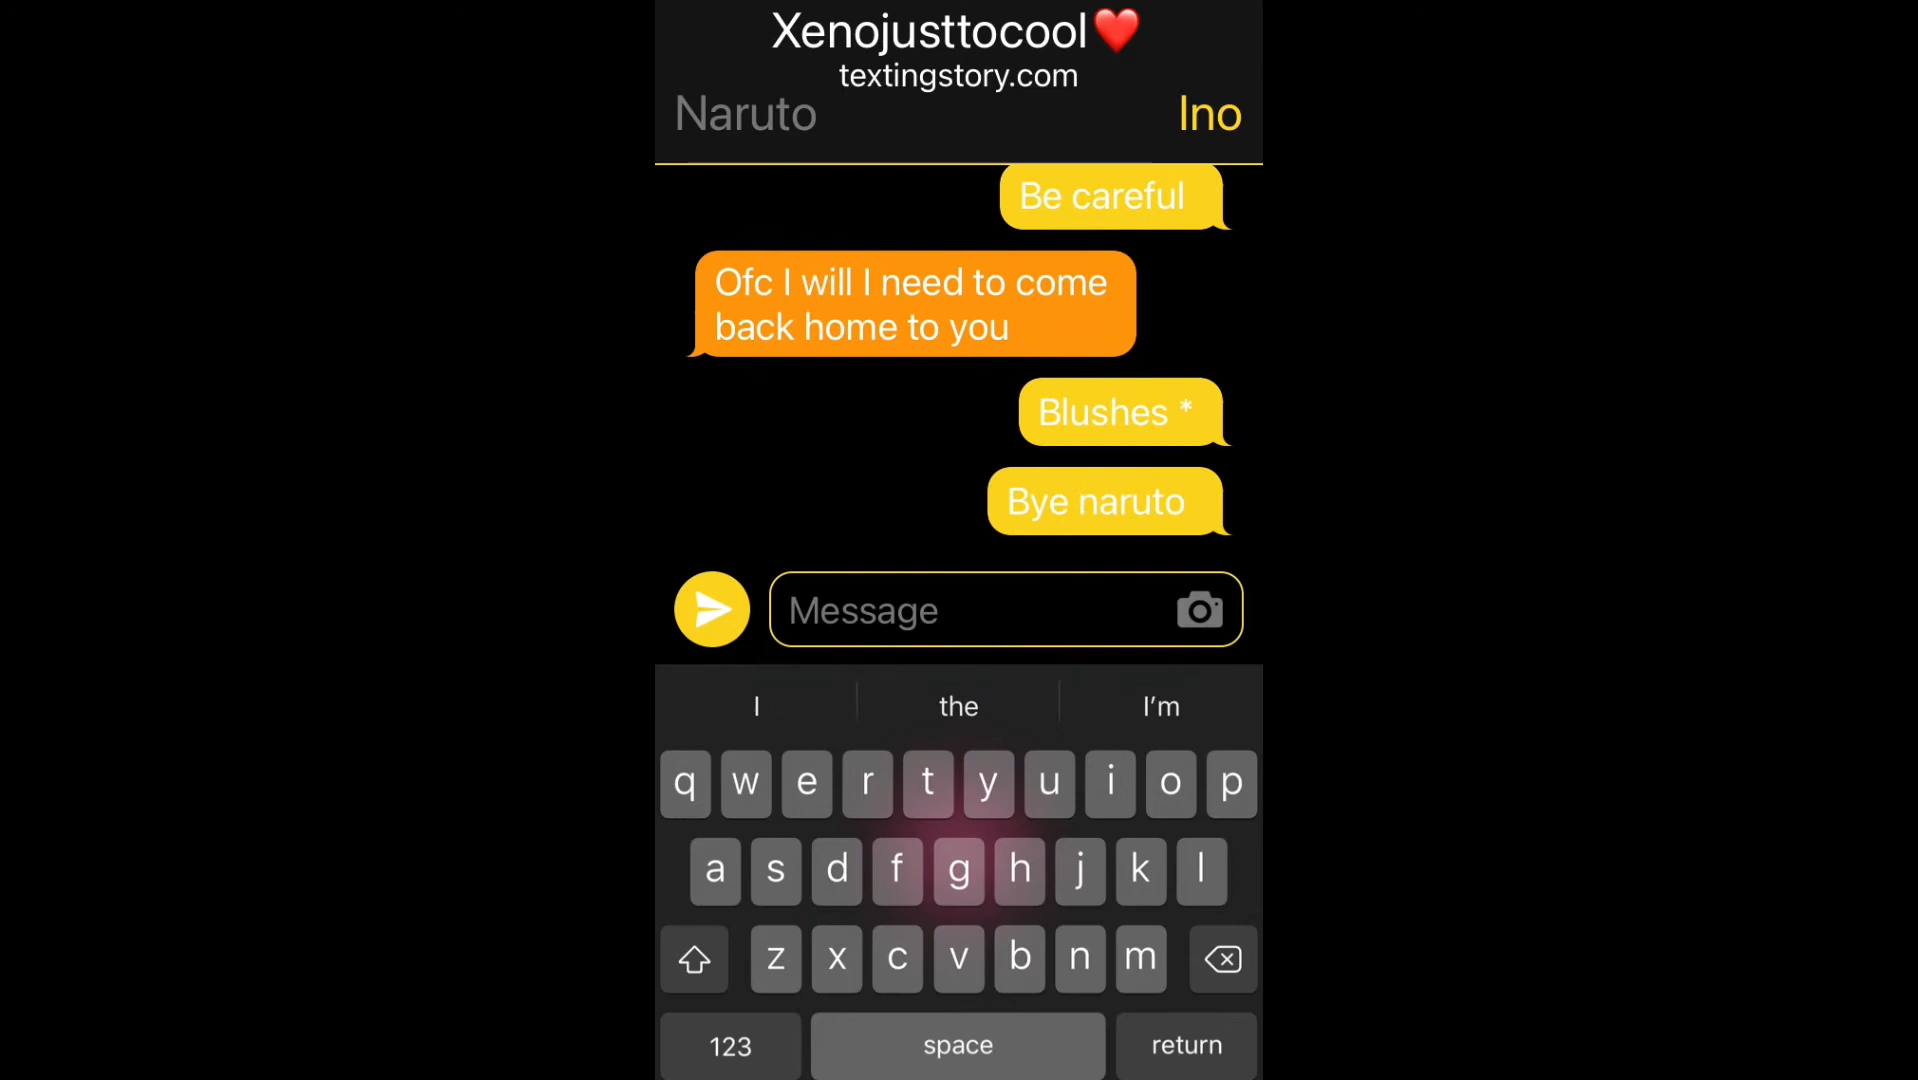 Xenojusttocool❤️
textingstory.com
Naruto
Ino
Be careful
Ofc I will I need to come
back home to you
Blushes *
Bye naruto
Message
I
the
I'm
q w e r t y u i o p
a s d f g h j k l
z x c v b n m
123
space
return